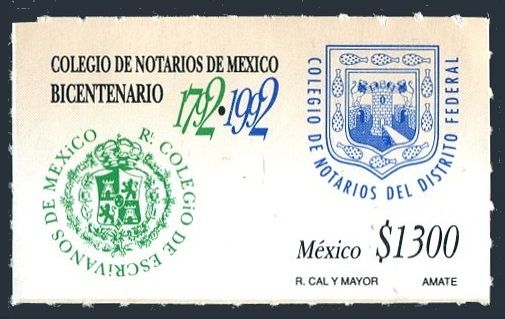 COLEGIO DE NOTARIOS DE MEXICO
BICENTENARIO
1792·1992
COLEGIO DE NOTARIOS DEL DISTRITO FEDERAL
Rl. COLEGiO DE ESCRiVANOS DE MEXiCO
México $1300
R. CAL Y MAYOR AMATE